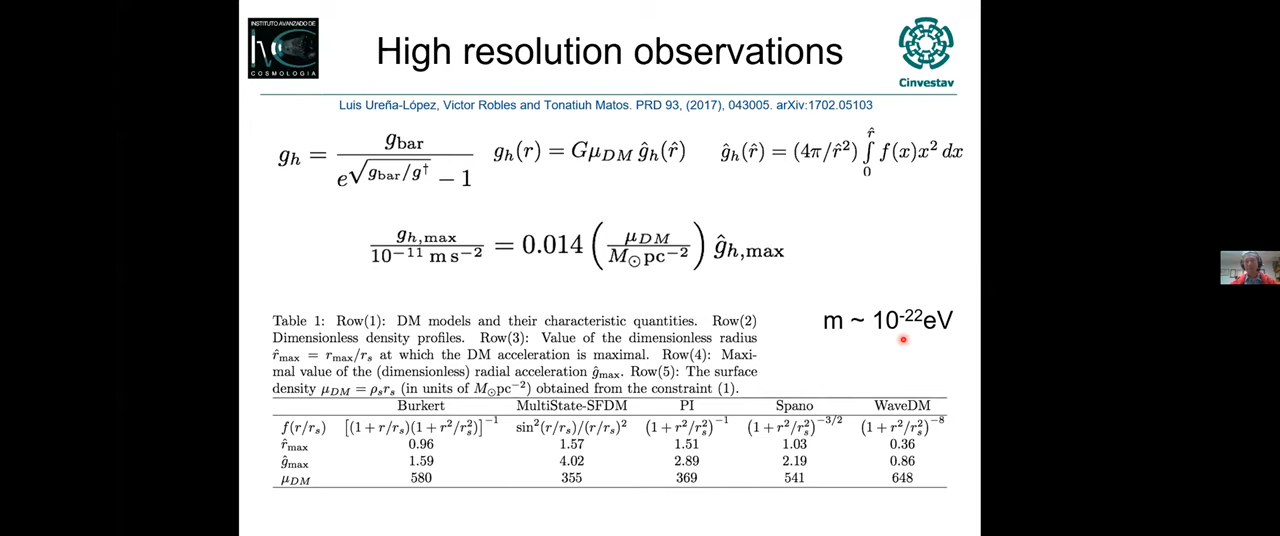 INSTITUTO AVANZADO DE
COSMOLOGIA
High resolution observations
Cinvestav
Luis Ureña-López, Victor Robles and Tonatiuh Matos. PRD 93, (2017), 043005. arXiv:1702.05103
g_h = g_bar / (e^√(g_bar/g^†) − 1)   g_h(r) = Gμ_DM ĝ_h(r̂)   ĝ_h(r̂) = (4π/r̂²) ∫_0^r̂ f(x)x² dx
g_h,max / 10⁻¹¹ m s⁻² = 0.014 (μ_DM / M_⊙pc⁻²) ĝ_h,max
m ~ 10⁻²²eV
Table 1: Row(1): DM models and their characteristic quantities. Row(2)
Dimensionless density profiles. Row(3): Value of the dimensionless radius
r̂_max = r_max/r_s at which the DM acceleration is maximal. Row(4): Maxi-
mal value of the (dimensionless) radial acceleration ĝ_max. Row(5): The surface
density μ_DM = ρ_s r_s (in units of M_⊙pc⁻²) obtained from the constraint (1).
Burkert MultiState-SFDM PI Spano WaveDM
f(r/r_s) [(1 + r/r_s)(1 + r²/r_s²)]⁻¹ sin²(r/r_s)/(r/r_s)² (1 + r²/r_s²)⁻¹ (1 + r²/r_s²)^−3/2 (1 + r²/r_s²)⁻⁸
r̂_max 0.96 1.57 1.51 1.03 0.36
ĝ_max 1.59 4.02 2.89 2.19 0.86
μ_DM 580 355 369 541 648